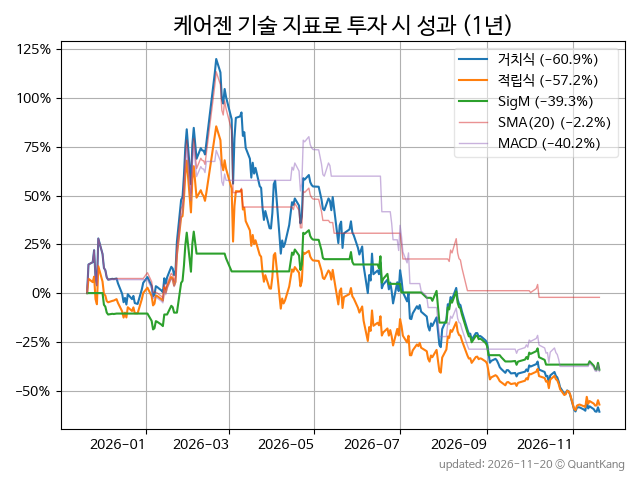 케어젠 기술 지표로 투자 시 성과 (1년)
125%
100%
75%
50%
25%
0%
−25%
−50%
거치식 (−60.9%)
적립식 (−57.2%)
SigM (−39.3%)
SMA(20) (−2.2%)
MACD (−40.2%)
2026-01
2026-03
2026-05
2026-07
2026-09
2026-11
updated: 2026-11-20 © QuantKang